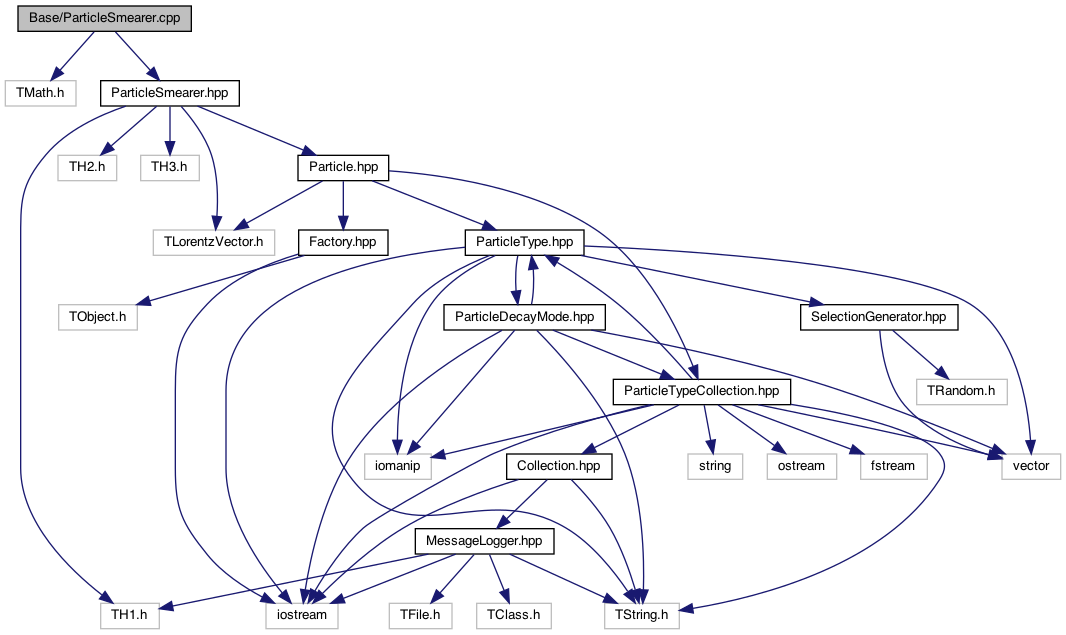 Base/ParticleSmearer.cpp
TMath.h
ParticleSmearer.hpp
TH2.h
TH3.h
Particle.hpp
TLorentzVector.h
Factory.hpp
ParticleType.hpp
TObject.h
ParticleDecayMode.hpp
SelectionGenerator.hpp
ParticleTypeCollection.hpp
TRandom.h
iomanip
Collection.hpp
string
ostream
fstream
vector
MessageLogger.hpp
TH1.h
iostream
TFile.h
TClass.h
TString.h